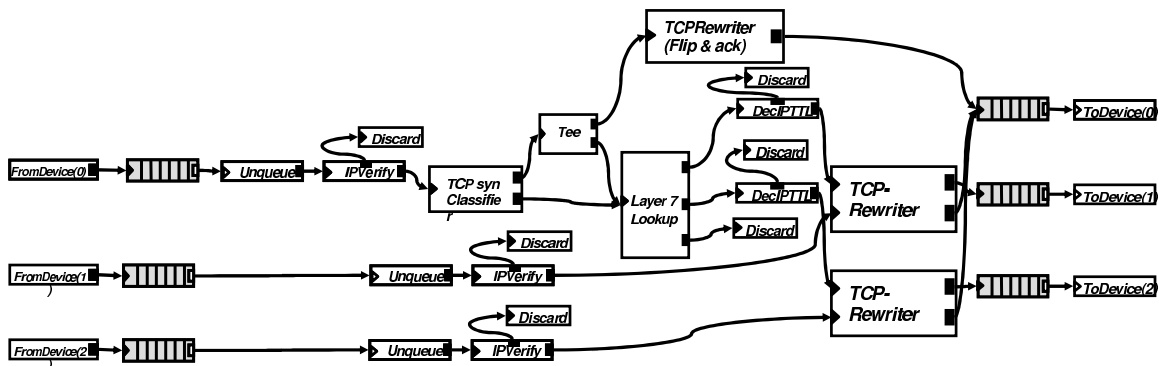 TCPRewriter
(Flip & ack)
Discard
DecIPTTL
ToDevice(0)
Tee
Discard
Discard
FromDevice(0)
Unqueue
IPVerify
TCP syn
Classifie
r
Layer 7
Lookup
DecIPTTL
Discard
TCP-
Rewriter
ToDevice(1)
Discard
FromDevice(1
)
Unqueue
IPVerify
TCP-
Rewriter
ToDevice(2)
Discard
FromDevice(2
)
Unqueue
IPVerify